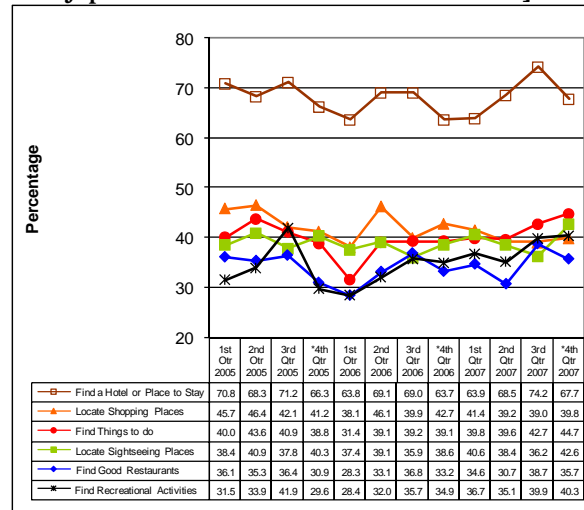 80
70
60
50
40
30
20
Percentage
1st Otr 2005 2nd Otr 2005 3rd Qtr 2005 *4th Qtr 2005 1st Otr 2006 2nd Qtr 2006 3rd Qtr 2006 *4th Qtr 2006 1st Qtr 2007 2nd Qtr 2007 3rd Qtr 2007 *4th Qtr 2007
Find a Hotel or Place to Stay 70.8 68.3 71.2 66.3 63.8 69.1 69.0 63.7 63.9 68.5 74.2 67.7
Locate Shopping Places 45.7 46.4 42.1 41.2 38.1 46.1 39.9 42.7 41.4 39.2 39.0 39.8
Find Things to do 40.0 43.6 40.9 38.8 31.4 39.1 39.2 39.1 39.8 39.6 42.7 44.7
Locate Sightseeing Places 38.4 40.9 37.8 40.3 37.4 39.1 35.9 38.6 40.6 38.4 36.2 42.6
Find Good Restaurants 36.1 35.3 36.4 30.9 28.3 33.1 36.8 33.2 34.6 30.7 38.7 35.7
Find Recreational Activities 31.5 33.9 41.9 29.6 28.4 32.0 35.7 34.9 36.7 35.1 39.9 40.3